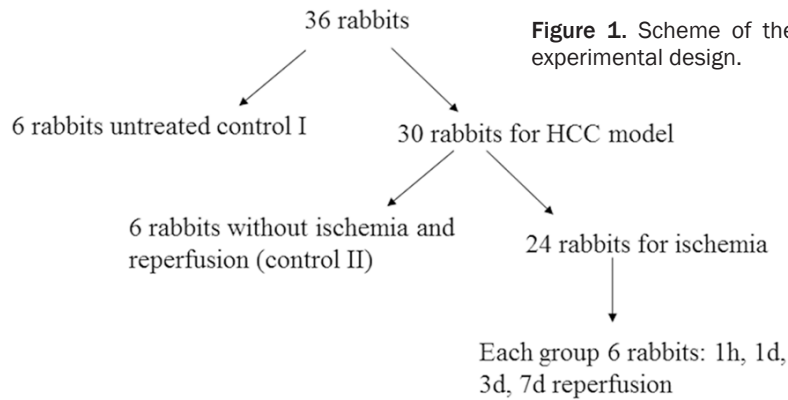 36 rabbits
Figure 1. Scheme of the
experimental design.
6 rabbits untreated control I
30 rabbits for HCC model
6 rabbits without ischemia and
reperfusion (control II)
24 rabbits for ischemia
Each group 6 rabbits: 1h, 1d,
3d, 7d reperfusion